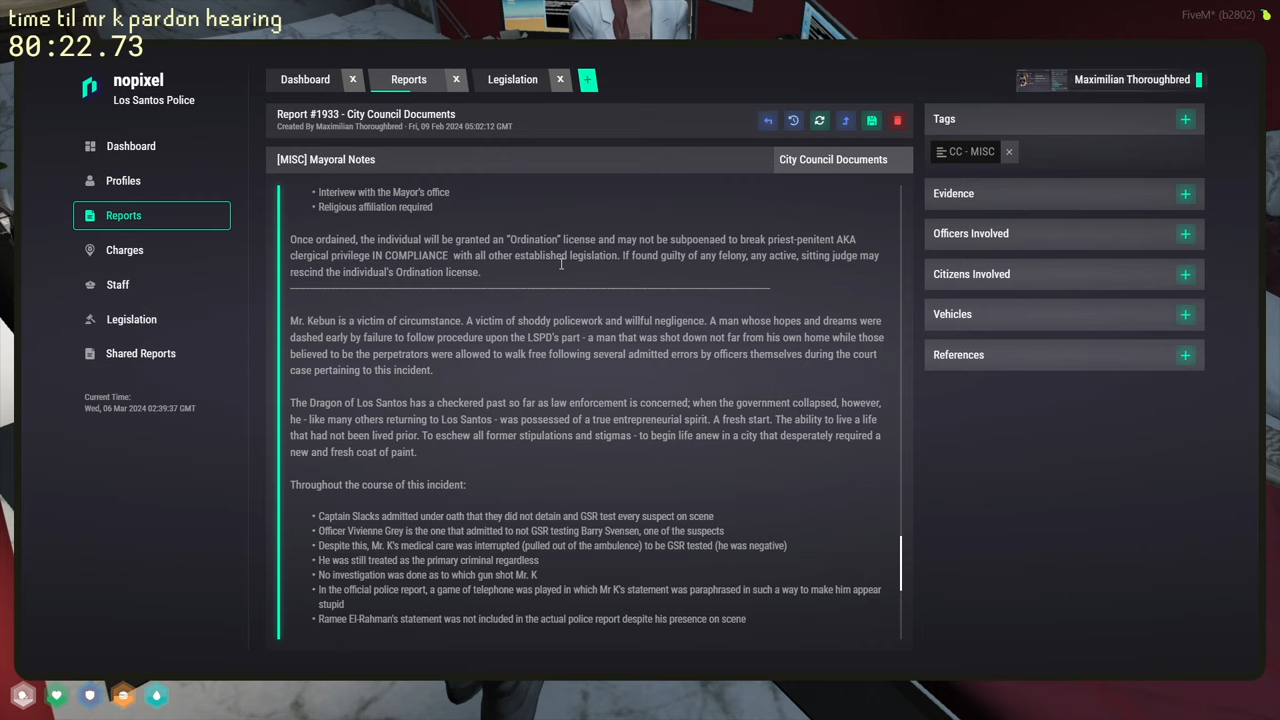 time til mr k pardon hearing
80:22.73
FiveM* (b2802)
nopixel
Los Santos Police
Dashboard
Profiles
Reports
Charges
Staff
Legislation
Shared Reports
Current Time:
Wed, 06 Mar 2024 02:39:37 GMT
Dashboard x Reports x Legislation x +
Maximilian Thoroughbred
Report #1933 - City Council Documents
Created By Maximilian Thoroughbred · Fri, 09 Feb 2024 05:02:12 GMT
[MISC] Mayoral Notes
City Council Documents
• Interivew with the Mayor's office
• Religious affiliation required
Once ordained, the individual will be granted an “Ordination” license and may not be subpoenaed to break priest-penitent AKA
clerical privilege IN COMPLIANCE with all other established legislation. If found guilty of any felony, any active, sitting judge may
rescind the individual's Ordination license.
Mr. Kebun is a victim of circumstance. A victim of shoddy policework and willful negligence. A man whose hopes and dreams were
dashed early by failure to follow procedure upon the LSPD's part - a man that was shot down not far from his own home while those
believed to be the perpetrators were allowed to walk free following several admitted errors by officers themselves during the court
case pertaining to this incident.
The Dragon of Los Santos has a checkered past so far as law enforcement is concerned; when the government collapsed, however,
he - like many others returning to Los Santos - was possessed of a true entrepreneurial spirit. A fresh start. The ability to live a life
that had not been lived prior. To eschew all former stipulations and stigmas - to begin life anew in a city that desperately required a
new and fresh coat of paint.
Throughout the course of this incident:
• Captain Slacks admitted under oath that they did not detain and GSR test every suspect on scene
• Officer Vivienne Grey is the one that admitted to not GSR testing Barry Svensen, one of the suspects
• Despite this, Mr. K's medical care was interrupted (pulled out of the ambulence) to be GSR tested (he was negative)
• He was still treated as the primary criminal regardless
• No investigation was done as to which gun shot Mr. K
• In the official police report, a game of telephone was played in which Mr K's statement was paraphrased in such a way to make him appear
stupid
• Ramee El-Rahman's statement was not included in the actual police report despite his presence on scene
Tags +
CC - MISC x
Evidence +
Officers Involved +
Citizens Involved +
Vehicles +
References +